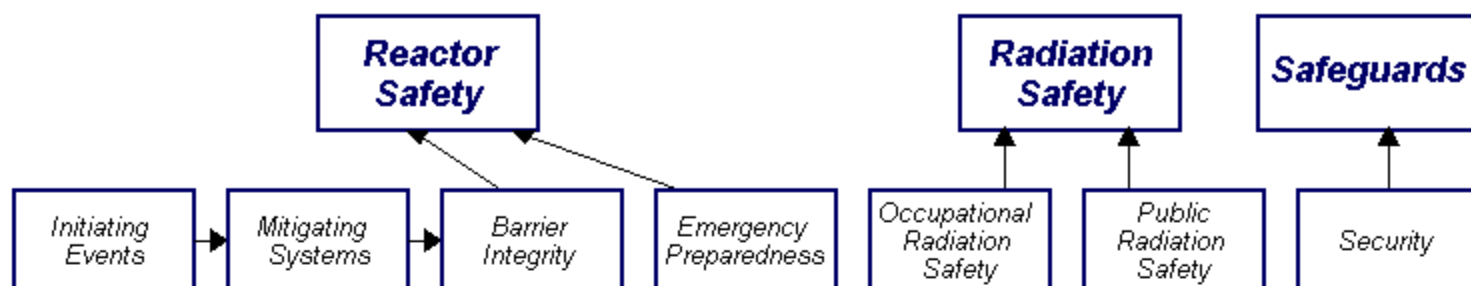 Reactor
Safety
Radiation
Safety
Safeguards
Initiating
Events
Mitigating
Systems
Barrier
Integrity
Emergency
Preparedness
Occupational
Radiation
Safety
Public
Radiation
Safety
Security